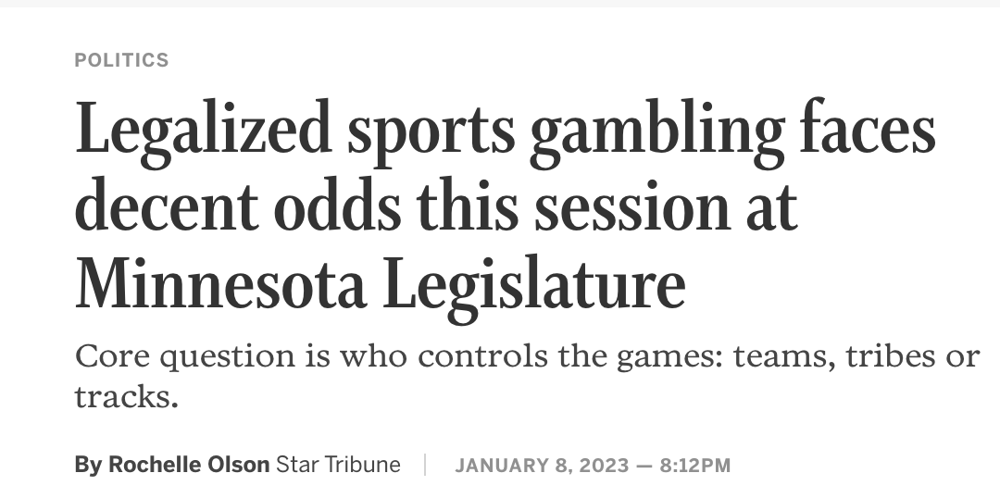 POLITICS
Legalized sports gambling faces
decent odds this session at
Minnesota Legislature
Core question is who controls the games: teams, tribes or
tracks.
By Rochelle Olson Star Tribune | JANUARY 8, 2023 — 8:12PM